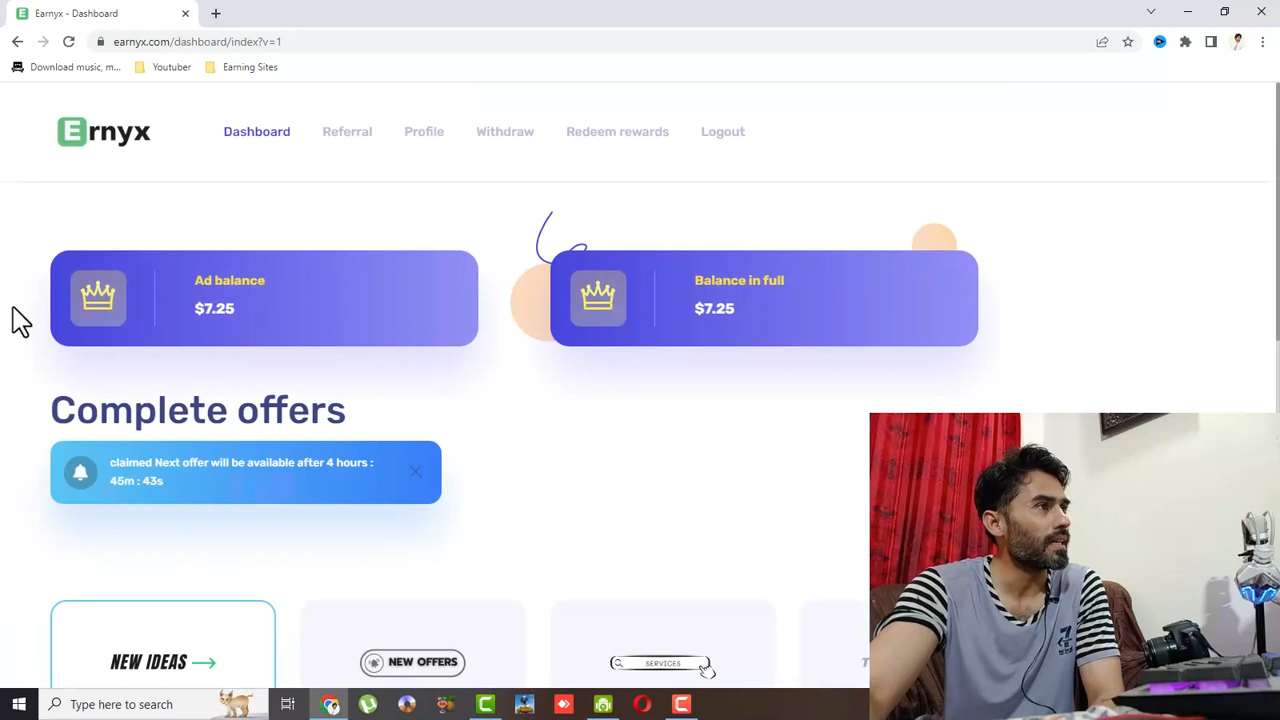 Earnyx - Dashboard
earnyx.com/dashboard/index?v=1
Download music, m...
Youtuber
Earning Sites
Ernyx
Dashboard
Referral
Profile
Withdraw
Redeem rewards
Logout
Ad balance
$7.25
Balance in full
$7.25
Complete offers
claimed Next offer will be available after 4 hours :
45m : 43s
NEW IDEAS
NEW OFFERS
SERVICES
Type here to search